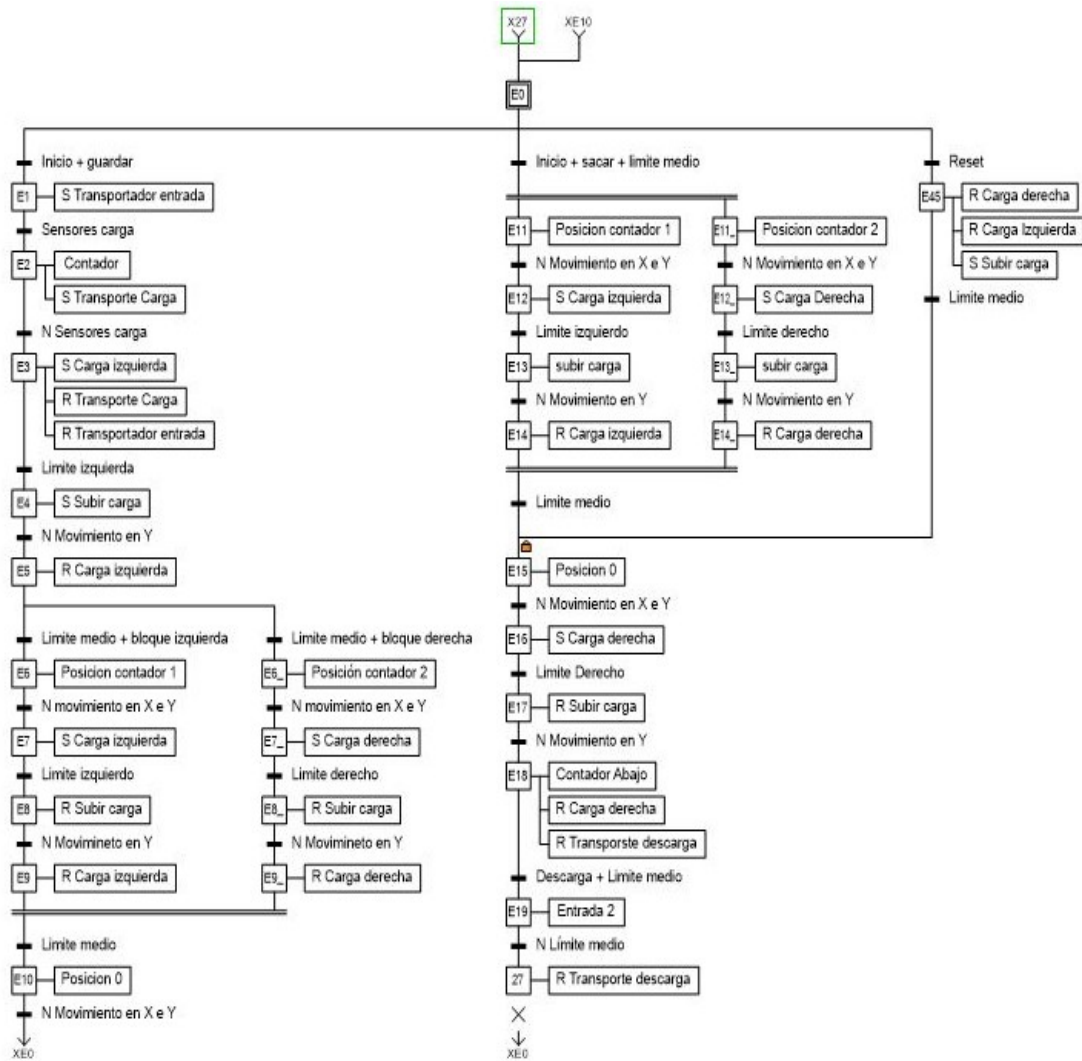 X27
XE10
E0
Inicio + guardar
E1
S Transportador entrada
Sensores carga
E2
Contador
S Transporte Carga
N Sensores carga
E3
S Carga izquierda
R Transporte Carga
R Transportador entrada
Limite izquierda
E4
S Subir carga
N Movimiento en Y
E5
R Carga izquierda
Limite medio + bloque izquierda
E6
Posicion contador 1
N movimiento en X e Y
E7
S Carga izquierda
Limite izquierdo
E8
R Subir carga
N Movimineto en Y
E9
R Carga izquierda
Limite medio + bloque derecha
E6_
Posición contador 2
N movimiento en X e Y
E7_
S Carga derecha
Limite derecho
E8_
R Subir carga
N Movimineto en Y
E9_
R Carga derecha
Limite medio
E10
Posicion 0
N Movimiento en X e Y
XE0
Inicio + sacar + limite medio
E11
Posicion contador 1
N Movimiento en X e Y
E12
S Carga izquierda
Limite izquierdo
E13
subir carga
N Movimiento en Y
E14
R Carga izquierda
E11_
Posicion contador 2
N Movimiento en X e Y
E12_
S Carga Derecha
Limite derecho
E13_
subir carga
N Movimiento en Y
E14_
R Carga derecha
Limite medio
E15
Posicion 0
N Movimiento en X e Y
E16
S Carga derecha
Limite Derecho
E17
R Subir carga
N Movimiento en Y
E18
Contador Abajo
R Carga derecha
R Transporste descarga
Descarga + Limite medio
E19
Entrada 2
N Límite medio
27
R Transporte descarga
XE0
Reset
E45
R Carga derecha
R Carga Izquierda
S Subir carga
Limite medio